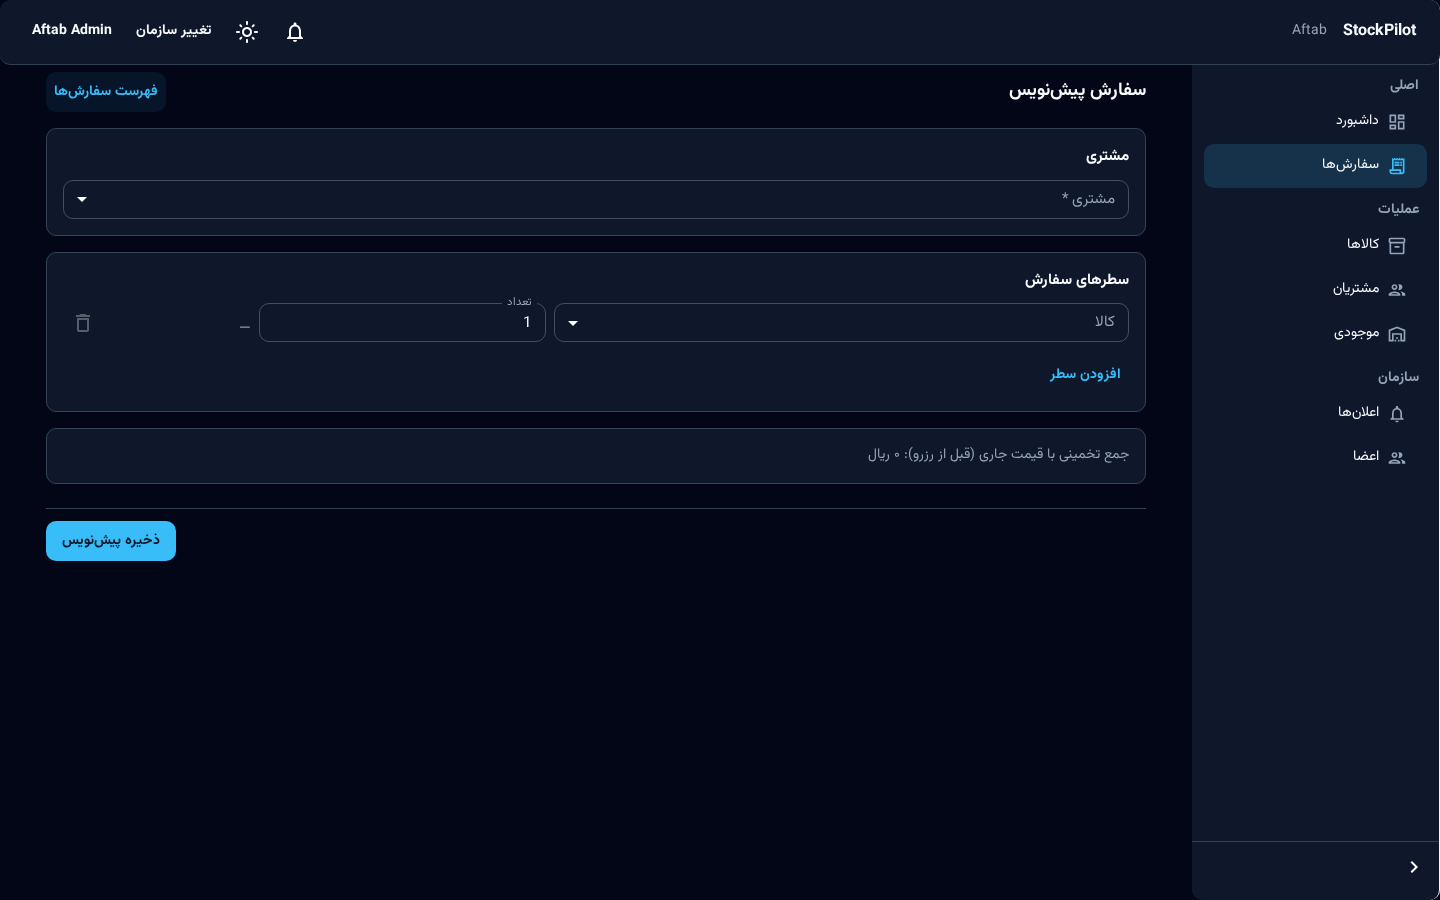 StockPilot Aftab
تغییر سازمان Aftab Admin
اصلی
داشبورد
سفارش‌ها
عملیات
کالاها
مشتریان
موجودی
سازمان
اعلان‌ها
اعضا
سفارش پیش‌نویس
فهرست سفارش‌ها
مشتری
مشتری *
سطرهای سفارش
کالا
تعداد
1
—
افزودن سطر
جمع تخمینی با قیمت جاری (قبل از رزرو): ۰ ریال
ذخیره پیش‌نویس